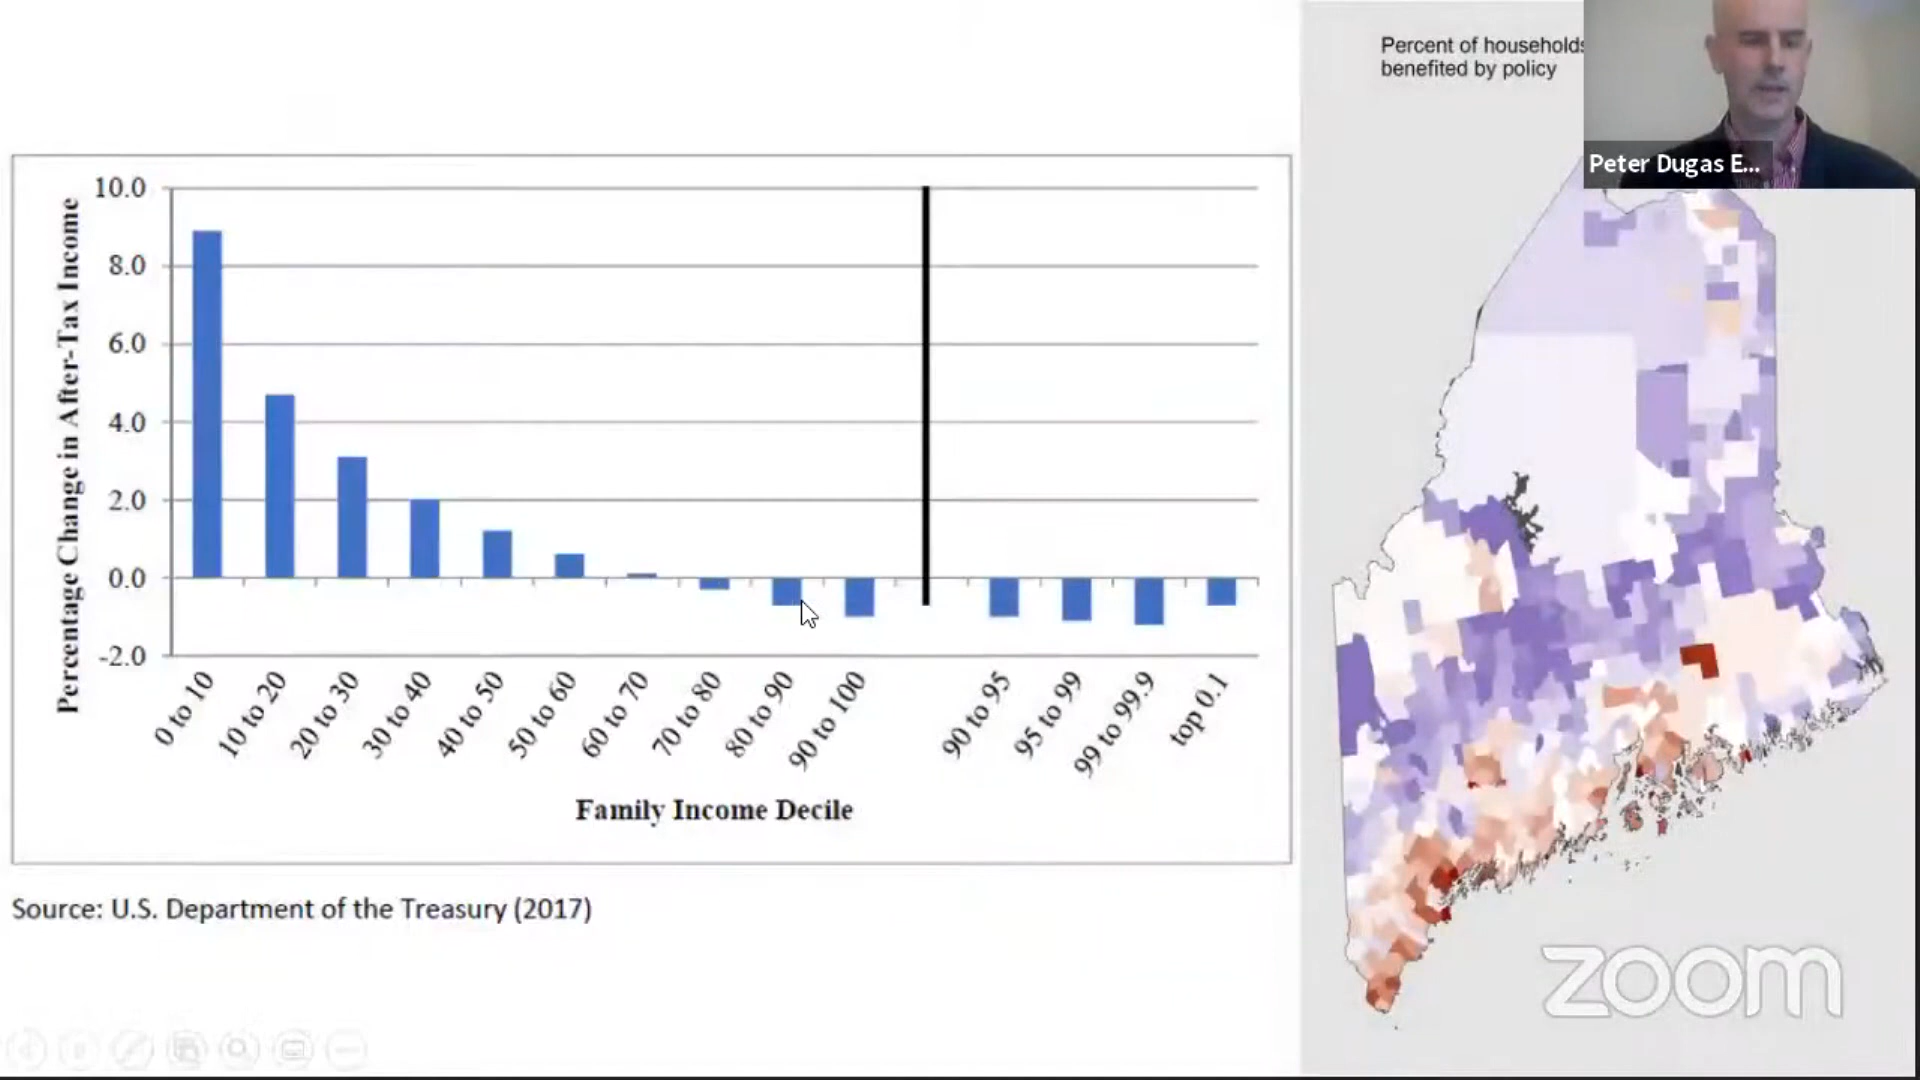 Percent of households
benefited by policy
Peter Dugas E...
Percentage Change in After-Tax Income
10.0
8.0
6.0
4.0
2.0
0.0
-2.0
0 to 10
10 to 20
20 to 30
30 to 40
40 to 50
50 to 60
60 to 70
70 to 80
80 to 90
90 to 100
90 to 95
95 to 99
99 to 99.9
top 0.1
Family Income Decile
Source: U.S. Department of the Treasury (2017)
zoom